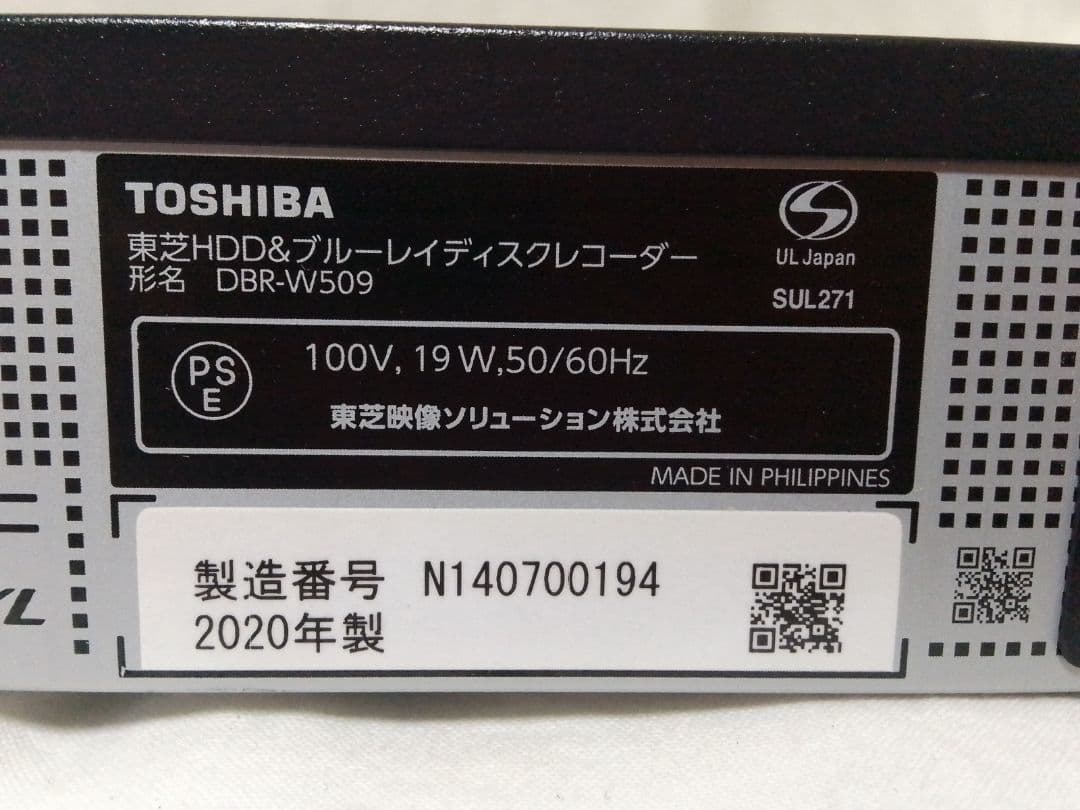 TOSHIBA
東芝HDD&ブルーレイディスクレコーダー
形名 DBR-W509
UL Japan
SUL271
PS
E
100V, 19W,50/60Hz
東芝映像ソリューション株式会社
MADE IN PHILIPPINES
製造番号 N140700194
2020年製